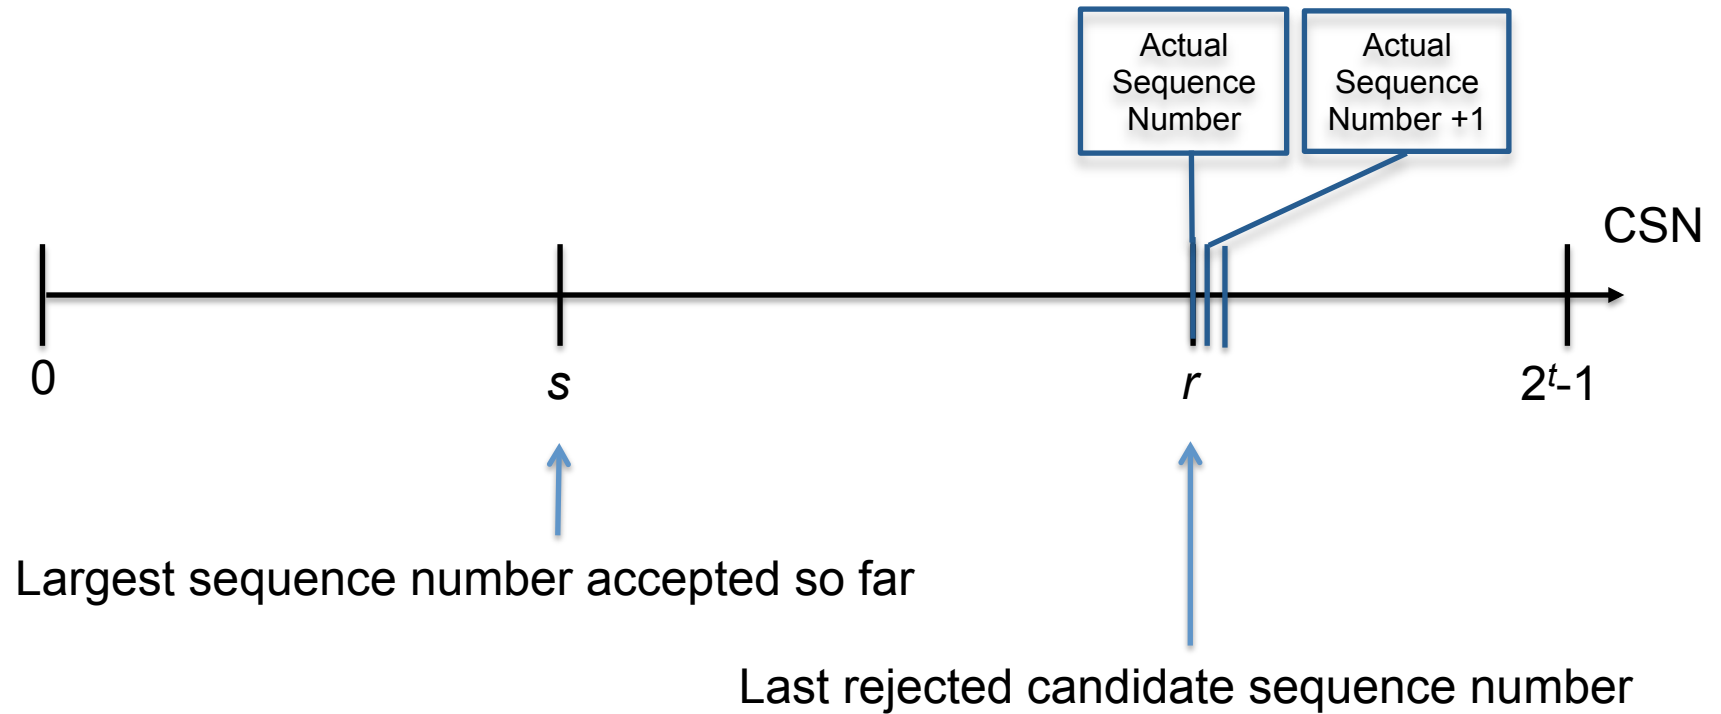 Actual
Sequence
Number
Actual
Sequence
Number +1
CSN
0
s
r
2^t-1
Largest sequence number accepted so far
Last rejected candidate sequence number